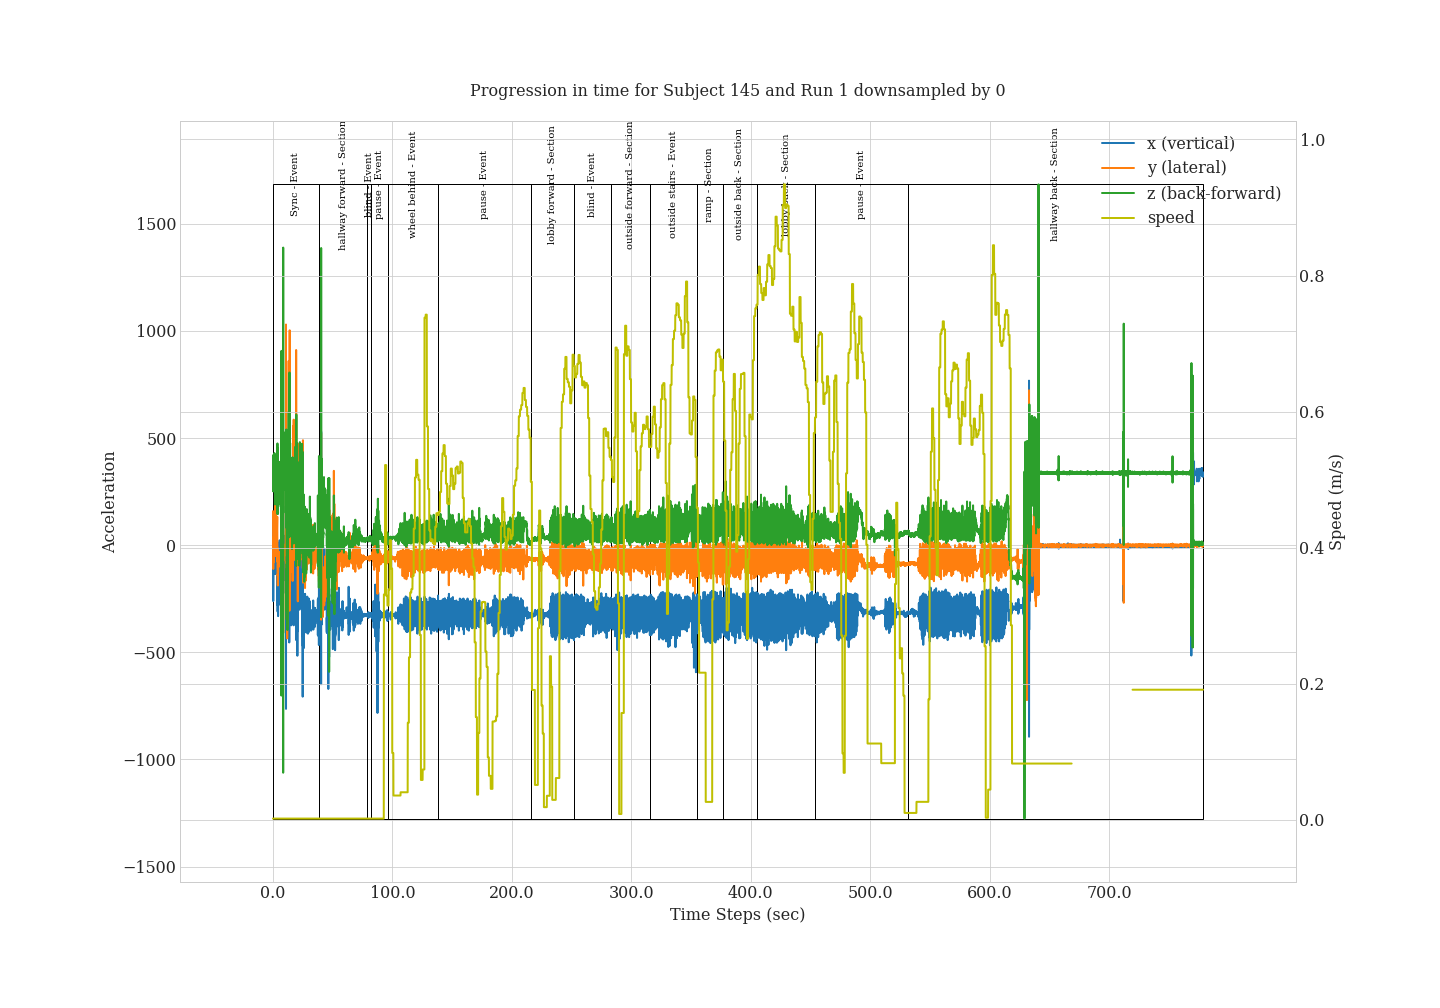 Progression in time for Subject 145 and Run 1 downsampled by 0
Sync - Event
hallway forward - Section
blind - Event
pause - Event
wheel behind - Event
pause - Event
lobby forward - Section
blind - Event
outside forward - Section
outside stairs - Event
ramp - Section
outside back - Section
lobby back - Section
pause - Event
hallway back - Section
x (vertical)
y (lateral)
z (back-forward)
speed
1500
1000
500
0
−500
−1000
−1500
Acceleration
1.0
0.8
0.6
0.4
0.2
0.0
Speed (m/s)
0.0 100.0 200.0 300.0 400.0 500.0 600.0 700.0
Time Steps (sec)